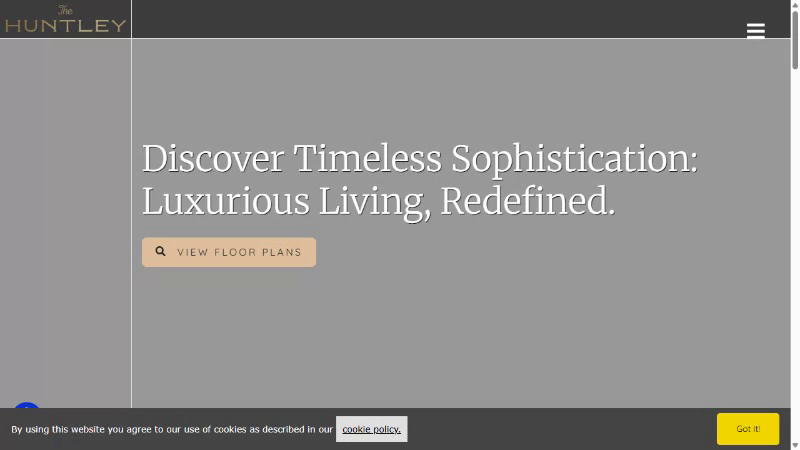 The
HUNTLEY
Discover Timeless Sophistication:
Luxurious Living, Redefined.
VIEW FLOOR PLANS
By using this website you agree to our use of cookies as described in our cookie policy.
Got it!